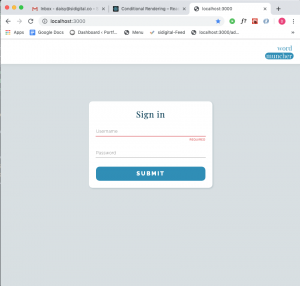 Inbox - daisy@sidigital.co -
Conditional Rendering - Rea
localhost:3000
localhost:3000
Apps
Google Docs
Dashboard ‹ Portf...
Menu
sidigital-Feed
localhost:3000/ad...
word
muncher
Sign in
Username
REQUIRED
Password
SUBMIT